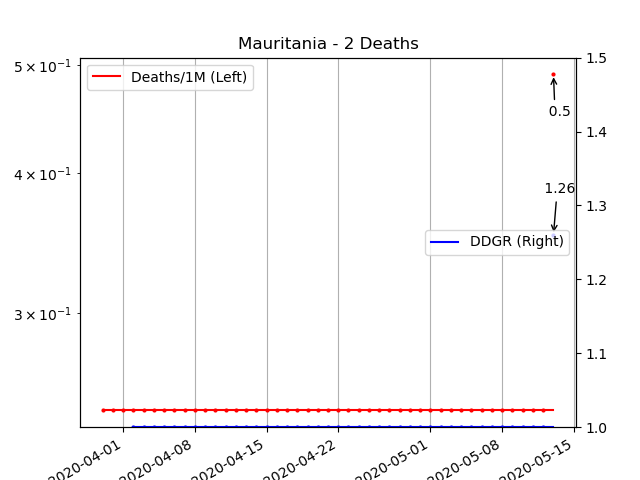 Mauritania - 2 Deaths
Deaths/1M (Left)
DDGR (Right)
0.5
1.26
5 × 10⁻¹
4 × 10⁻¹
3 × 10⁻¹
1.5
1.4
1.3
1.2
1.1
1.0
2020-04-01
2020-04-08
2020-04-15
2020-04-22
2020-05-01
2020-05-08
2020-05-15